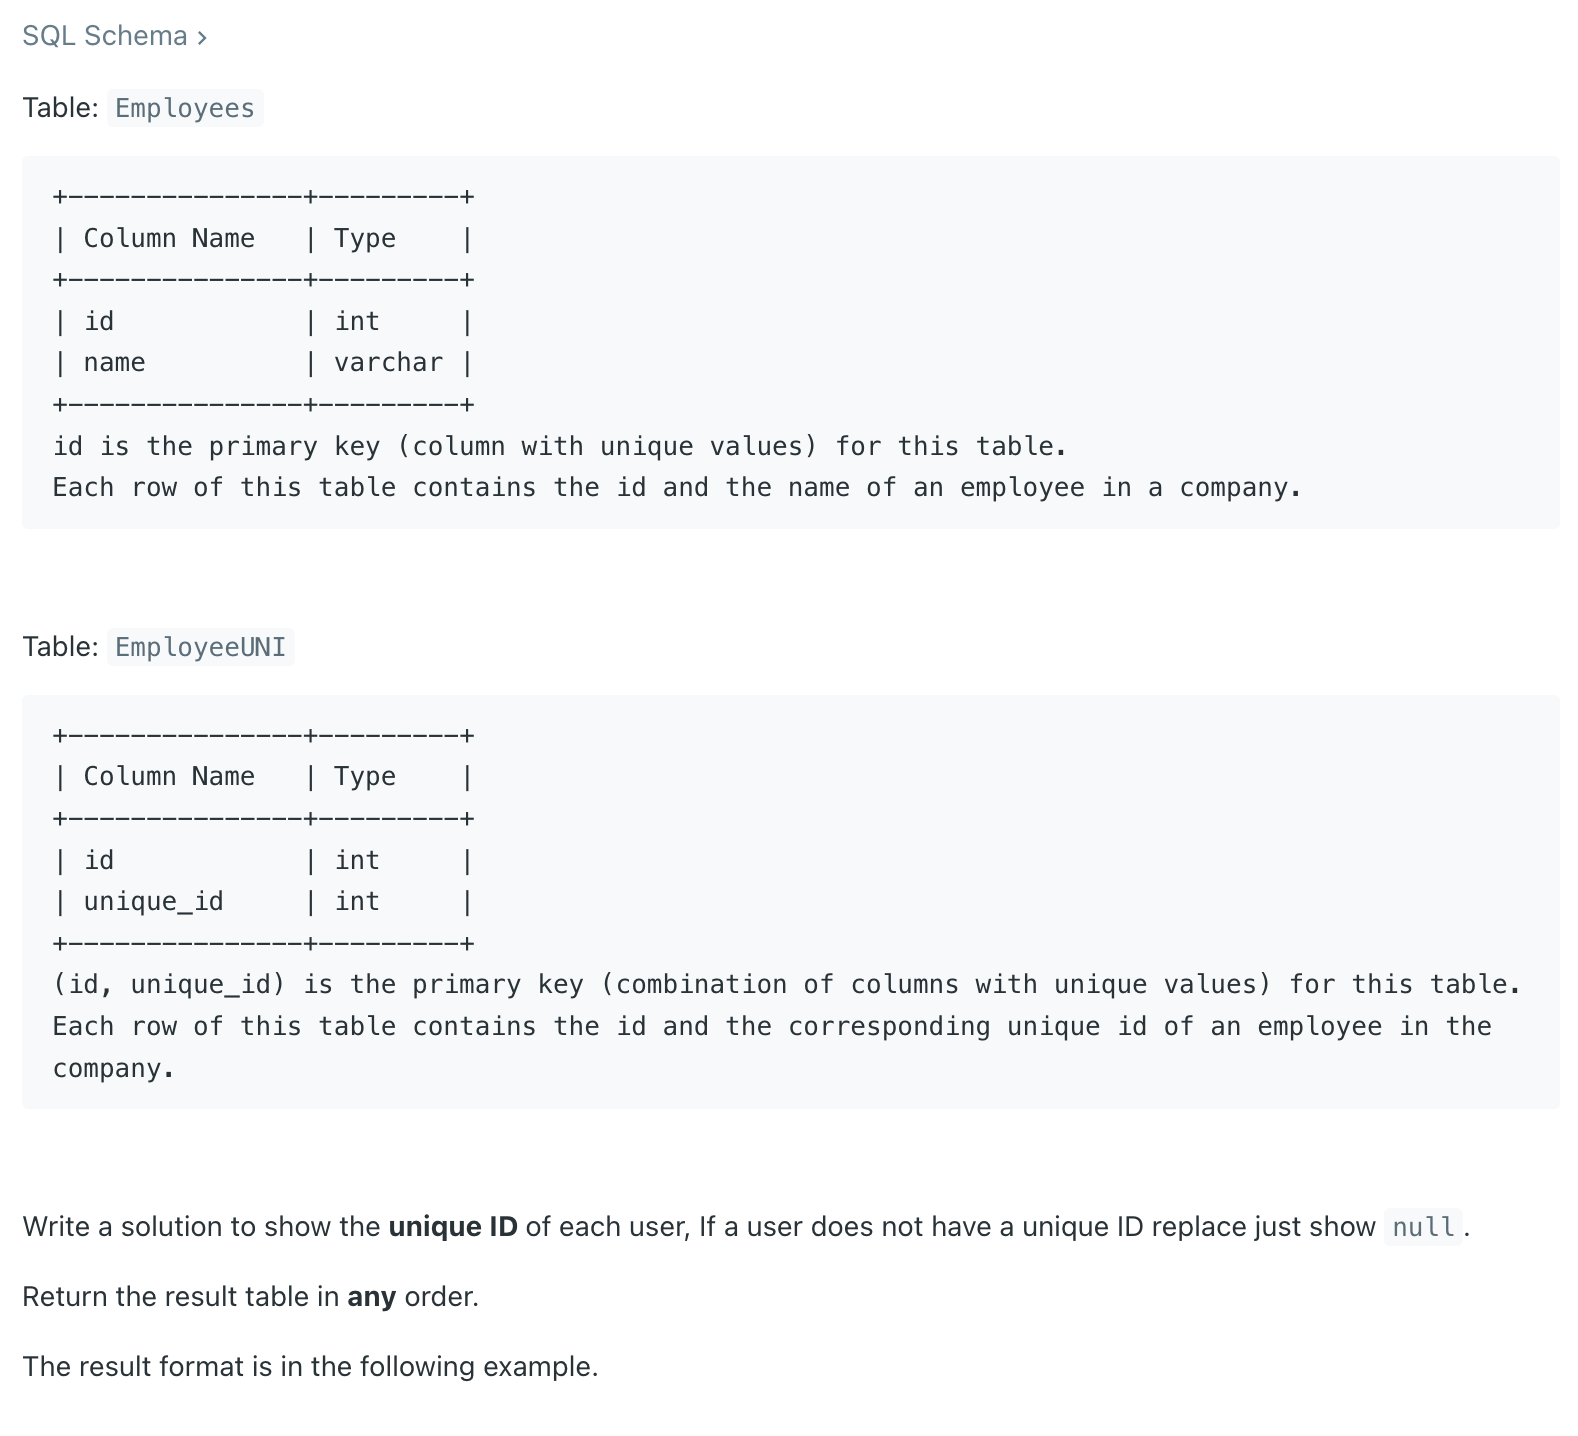 SQL Schema ›
Table: Employees
+---------------+---------+
| Column Name   | Type    |
+---------------+---------+
| id            | int     |
| name          | varchar |
+---------------+---------+
id is the primary key (column with unique values) for this table.
Each row of this table contains the id and the name of an employee in a company.
Table: EmployeeUNI
+---------------+---------+
| Column Name   | Type    |
+---------------+---------+
| id            | int     |
| unique_id     | int     |
+---------------+---------+
(id, unique_id) is the primary key (combination of columns with unique values) for this table.
Each row of this table contains the id and the corresponding unique id of an employee in the
company.
Write a solution to show the unique ID of each user, If a user does not have a unique ID replace just show null.
Return the result table in any order.
The result format is in the following example.